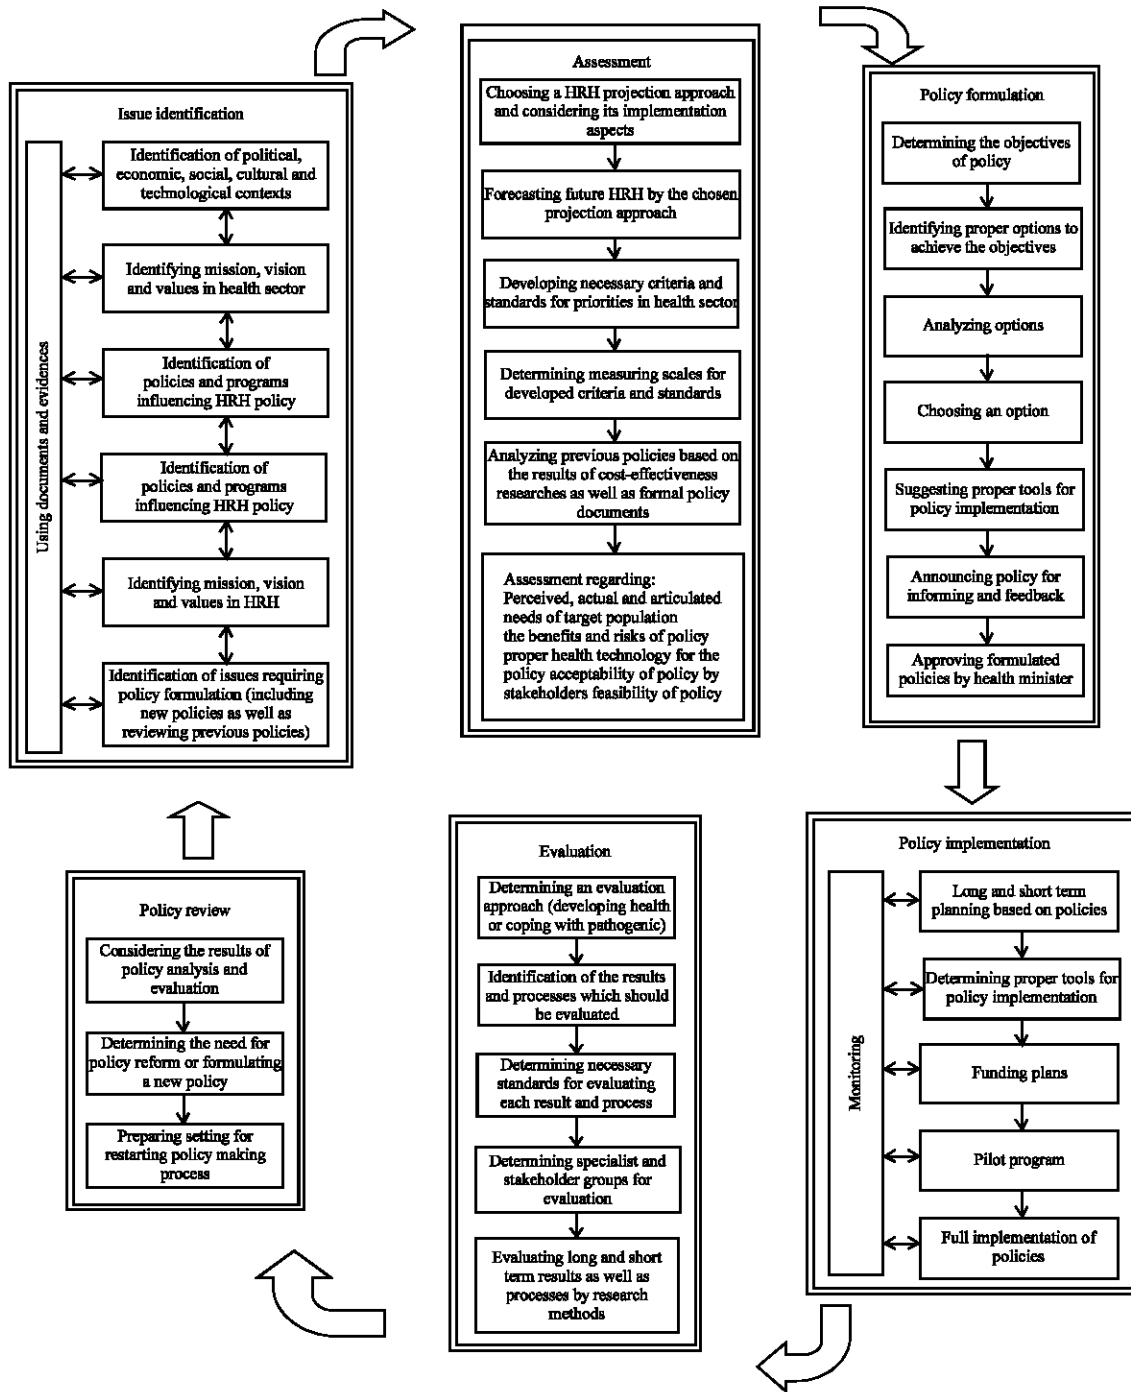 Issue identification
Using documents and evidences
Identification of political,
economic, social, cultural and
technological contexts
Identifying mission, vision
and values in health sector
Identification of
policies and programs
influencing HRH policy
Identification of
policies and programs
influencing HRH policy
Identifying mission, vision
and values in HRH
Identification of issues requiring
policy formulation (including
new policies as well as
reviewing previous policies)
Assessment
Choosing a HRH projection approach
and considering its implementation
aspects
Forecasting future HRH by the chosen
projection approach
Developing necessary criteria and
standards for priorities in health sector
Determining measuring scales for
developed criteria and standards
Analyzing previous policies based on
the results of cost-effectiveness
researches as well as formal policy
documents
Assessment regarding:
Perceived, actual and articulated
needs of target population
the benefits and risks of policy
proper health technology for the
policy acceptability of policy by
stakeholders feasibility of policy
Policy formulation
Determining the objectives
of policy
Identifying proper options to
achieve the objectives
Analyzing options
Choosing an option
Suggesting proper tools for
policy implementation
Announcing policy for
informing and feedback
Approving formulated
policies by health minister
Policy implementation
Monitoring
Long and short term
planning based on policies
Determining proper tools for
policy implementation
Funding plans
Pilot program
Full implementation of
policies
Evaluation
Determining an evaluation
approach (developing health
or coping with pathogenic)
Identification of the results
and processes which should
be evaluated
Determining necessary
standards for evaluating
each result and process
Determining specialist and
stakeholder groups for
evaluation
Evaluating long and short
term results as well as
processes by research
methods
Policy review
Considering the results of
policy analysis and
evaluation
Determining the need for
policy reform or formulating
a new policy
Preparing setting for
restarting policy making
process